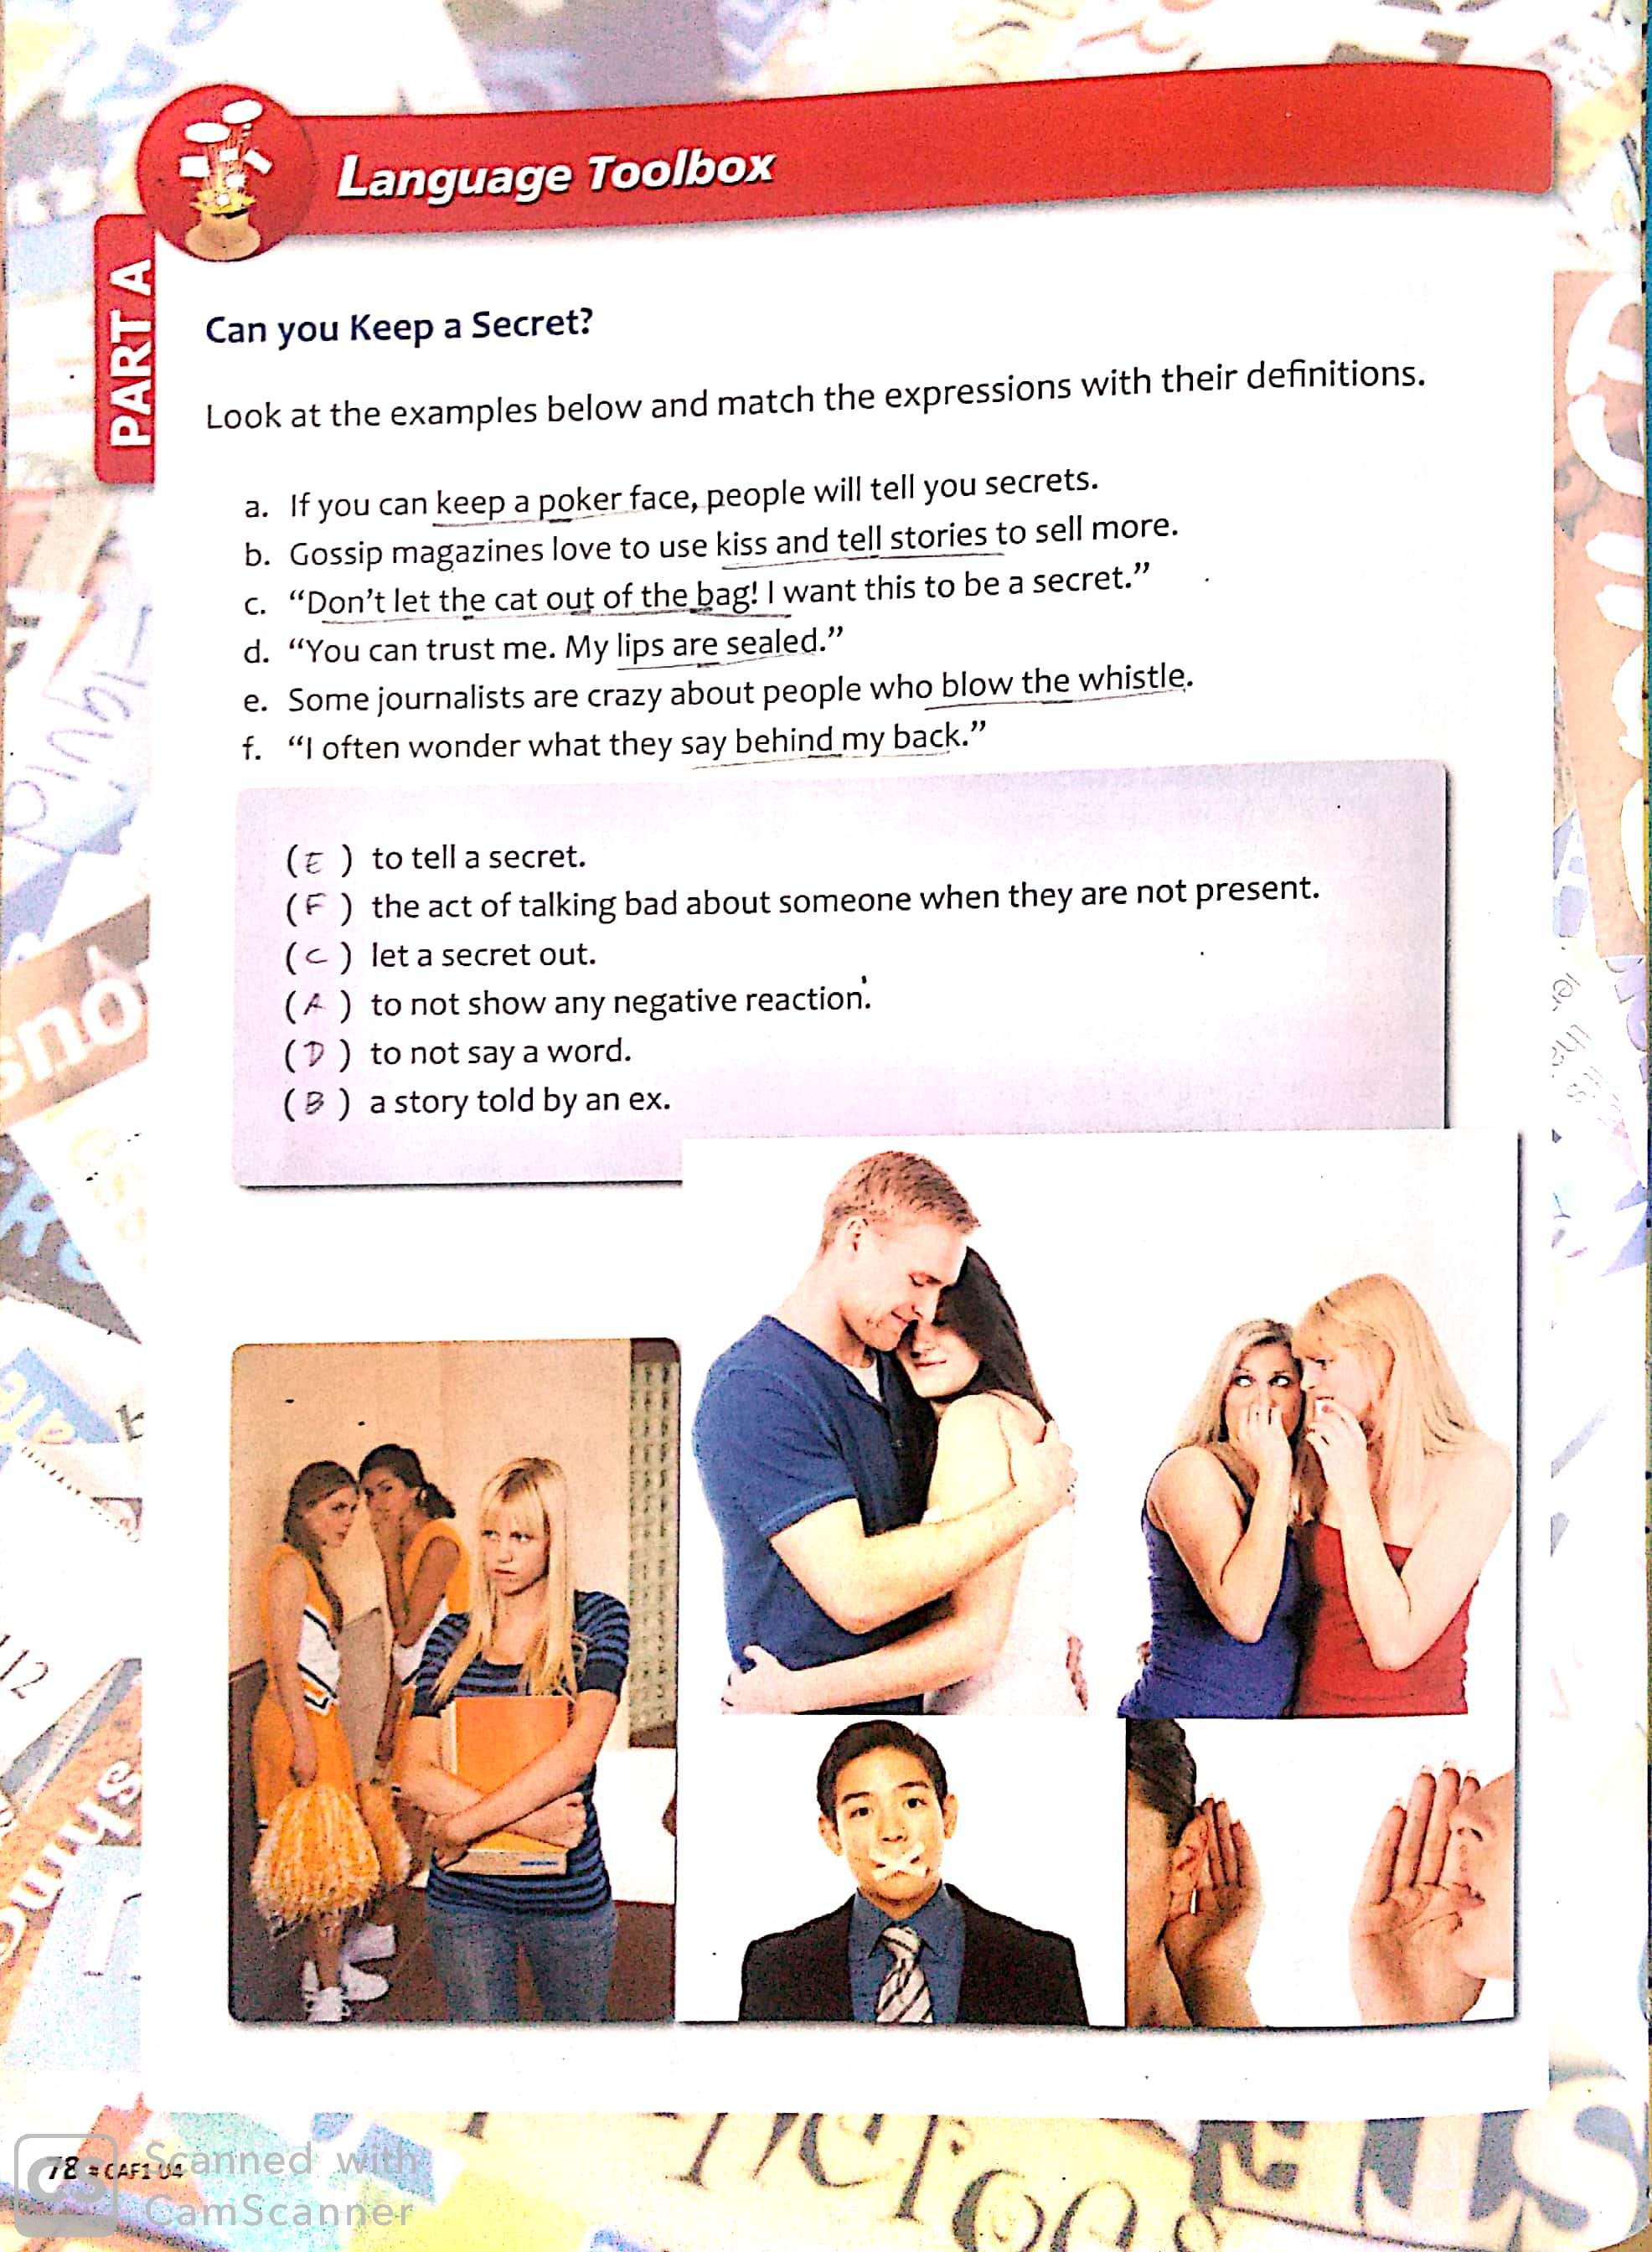 Language Toolbox
PART A
Can you Keep a Secret?
Look at the examples below and match the expressions with their definitions.
a. If you can keep a poker face, people will tell you secrets.
b. Gossip magazines love to use kiss and tell stories to sell more.
c. “Don’t let the cat out of the bag! I want this to be a secret.”
d. “You can trust me. My lips are sealed.”
e. Some journalists are crazy about people who blow the whistle.
f. “I often wonder what they say behind my back.”
(E) to tell a secret.
(F) the act of talking bad about someone when they are not present.
(C) let a secret out.
(A) to not show any negative reaction.
(D) to not say a word.
(B) a story told by an ex.
78 = CAF1 U4
CS Scanned with
CamScanner